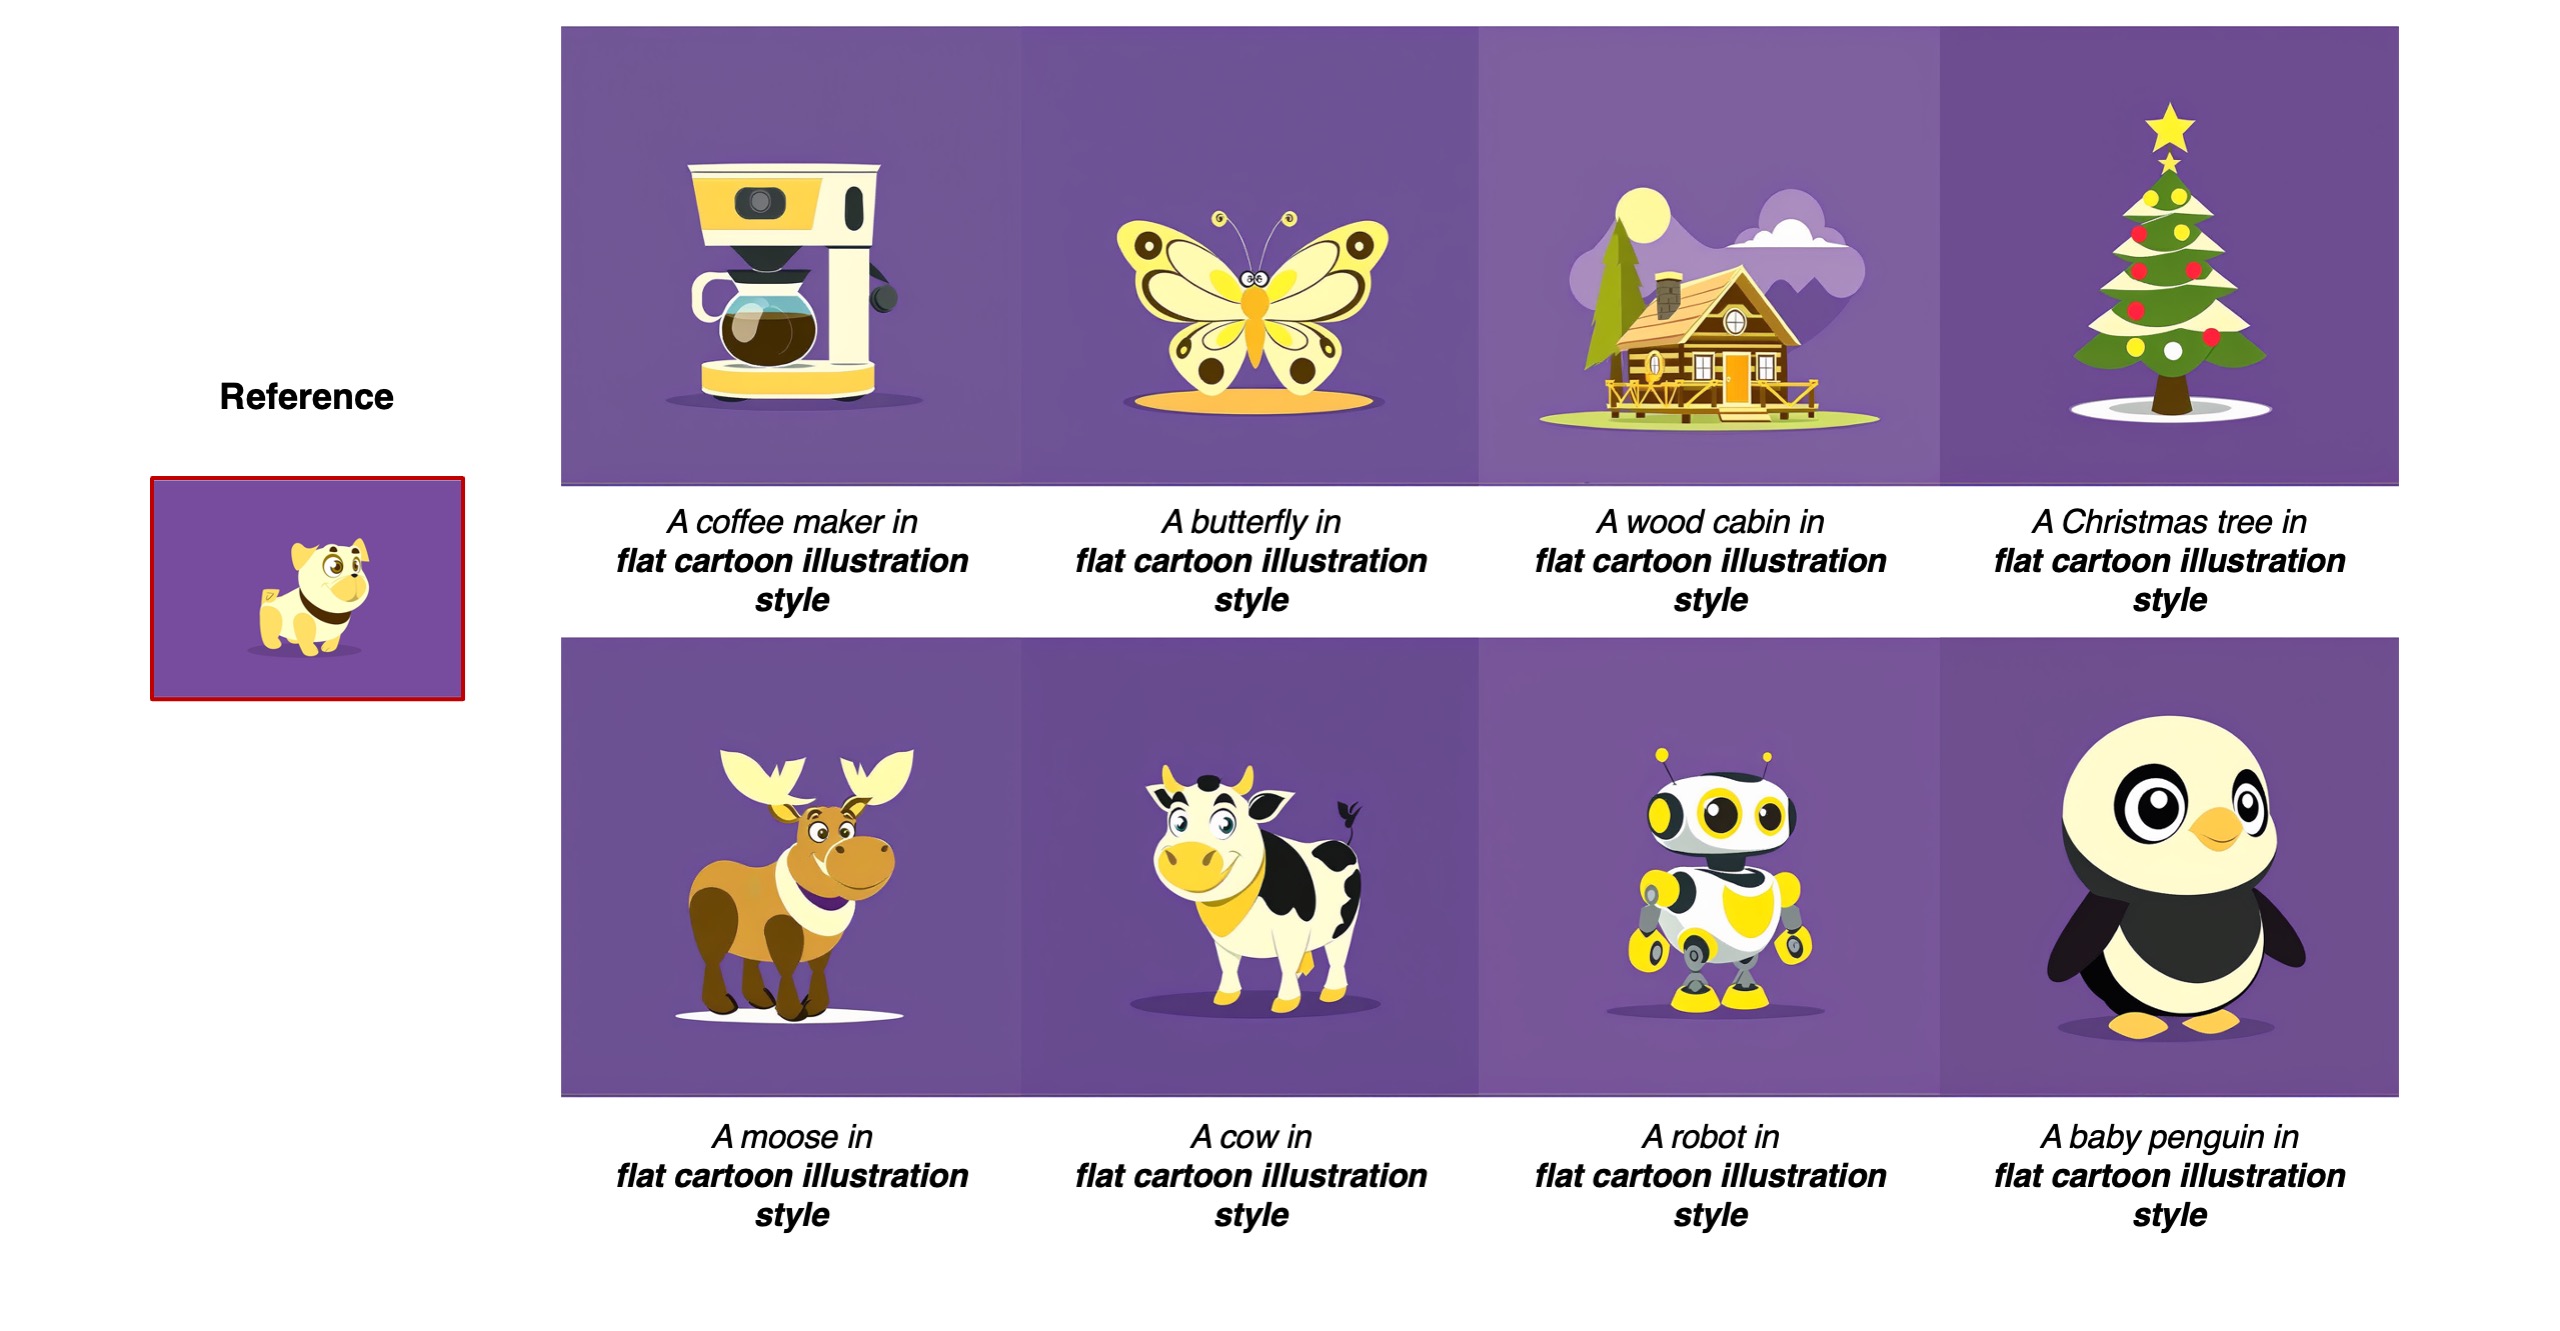 Reference
A coffee maker in
flat cartoon illustration
style
A butterfly in
flat cartoon illustration
style
A wood cabin in
flat cartoon illustration
style
A Christmas tree in
flat cartoon illustration
style
A moose in
flat cartoon illustration
style
A cow in
flat cartoon illustration
style
A robot in
flat cartoon illustration
style
A baby penguin in
flat cartoon illustration
style